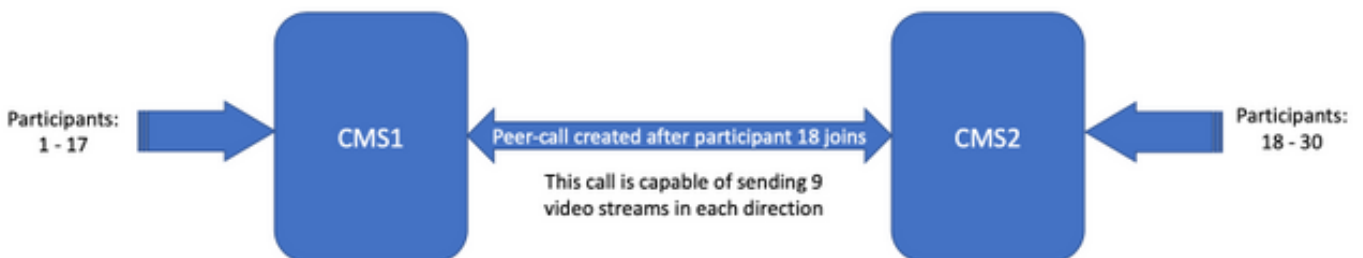 Participants:
1 - 17
CMS1
Peer-call created after participant 18 joins
This call is capable of sending 9
video streams in each direction
CMS2
Participants:
18 - 30